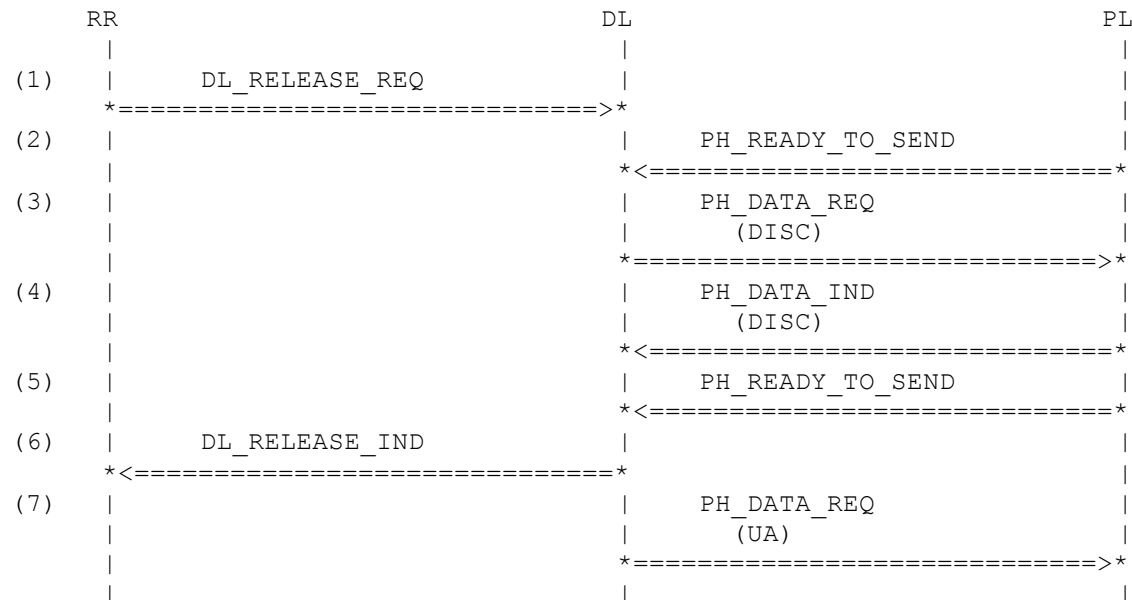 RR DL PL
| | |
(1) | DL_RELEASE_REQ | |
*==============================>* |
(2) | | PH_READY_TO_SEND |
| *<=============================*
(3) | | PH_DATA_REQ |
| | (DISC) |
| *=============================>*
(4) | | PH_DATA_IND |
| | (DISC) |
| *<=============================*
(5) | | PH_READY_TO_SEND |
| *<=============================*
(6) | DL_RELEASE_IND | |
*<==============================* |
(7) | | PH_DATA_REQ |
| | (UA) |
| *=============================>*
| | |